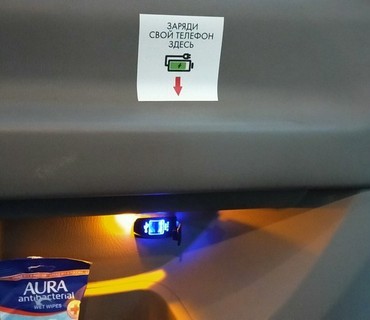 ЗАРЯДИ
СВОЙ ТЕЛЕФОН
ЗДЕСЬ
AURA
antibacterial
WET WIPES